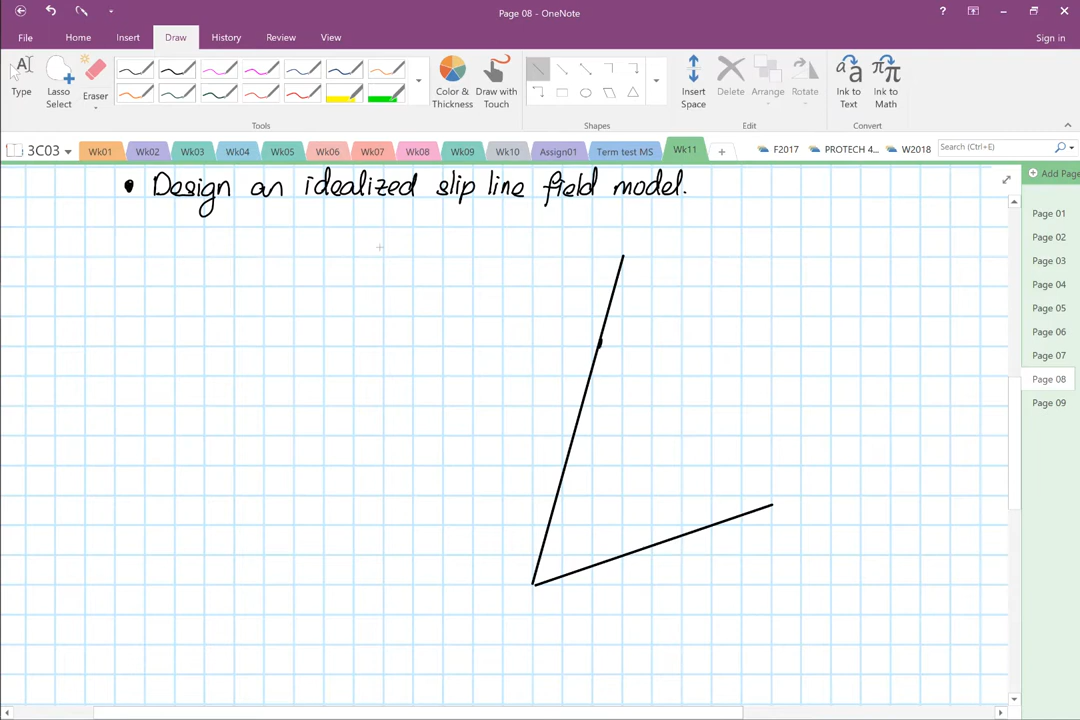 Page 08 - OneNote
?
Sign in
File Home Insert Draw History Review View
Type
Lasso Select
Eraser
Color & Thickness
Draw with Touch
Insert Space
Delete
Arrange
Rotate
Ink to Text
Ink to Math
Tools
Shapes
Edit
Convert
3C03
Wk01 Wk02 Wk03 Wk04 Wk05 Wk06 Wk07 Wk08 Wk09 Wk10 Assign01 Term test MS Wk11
F2017 PROTECH 4... W2018
Search (Ctrl+E)
Add Page
Page 01
Page 02
Page 03
Page 04
Page 05
Page 06
Page 07
Page 08
Page 09
• Design an idealized slip line field model.